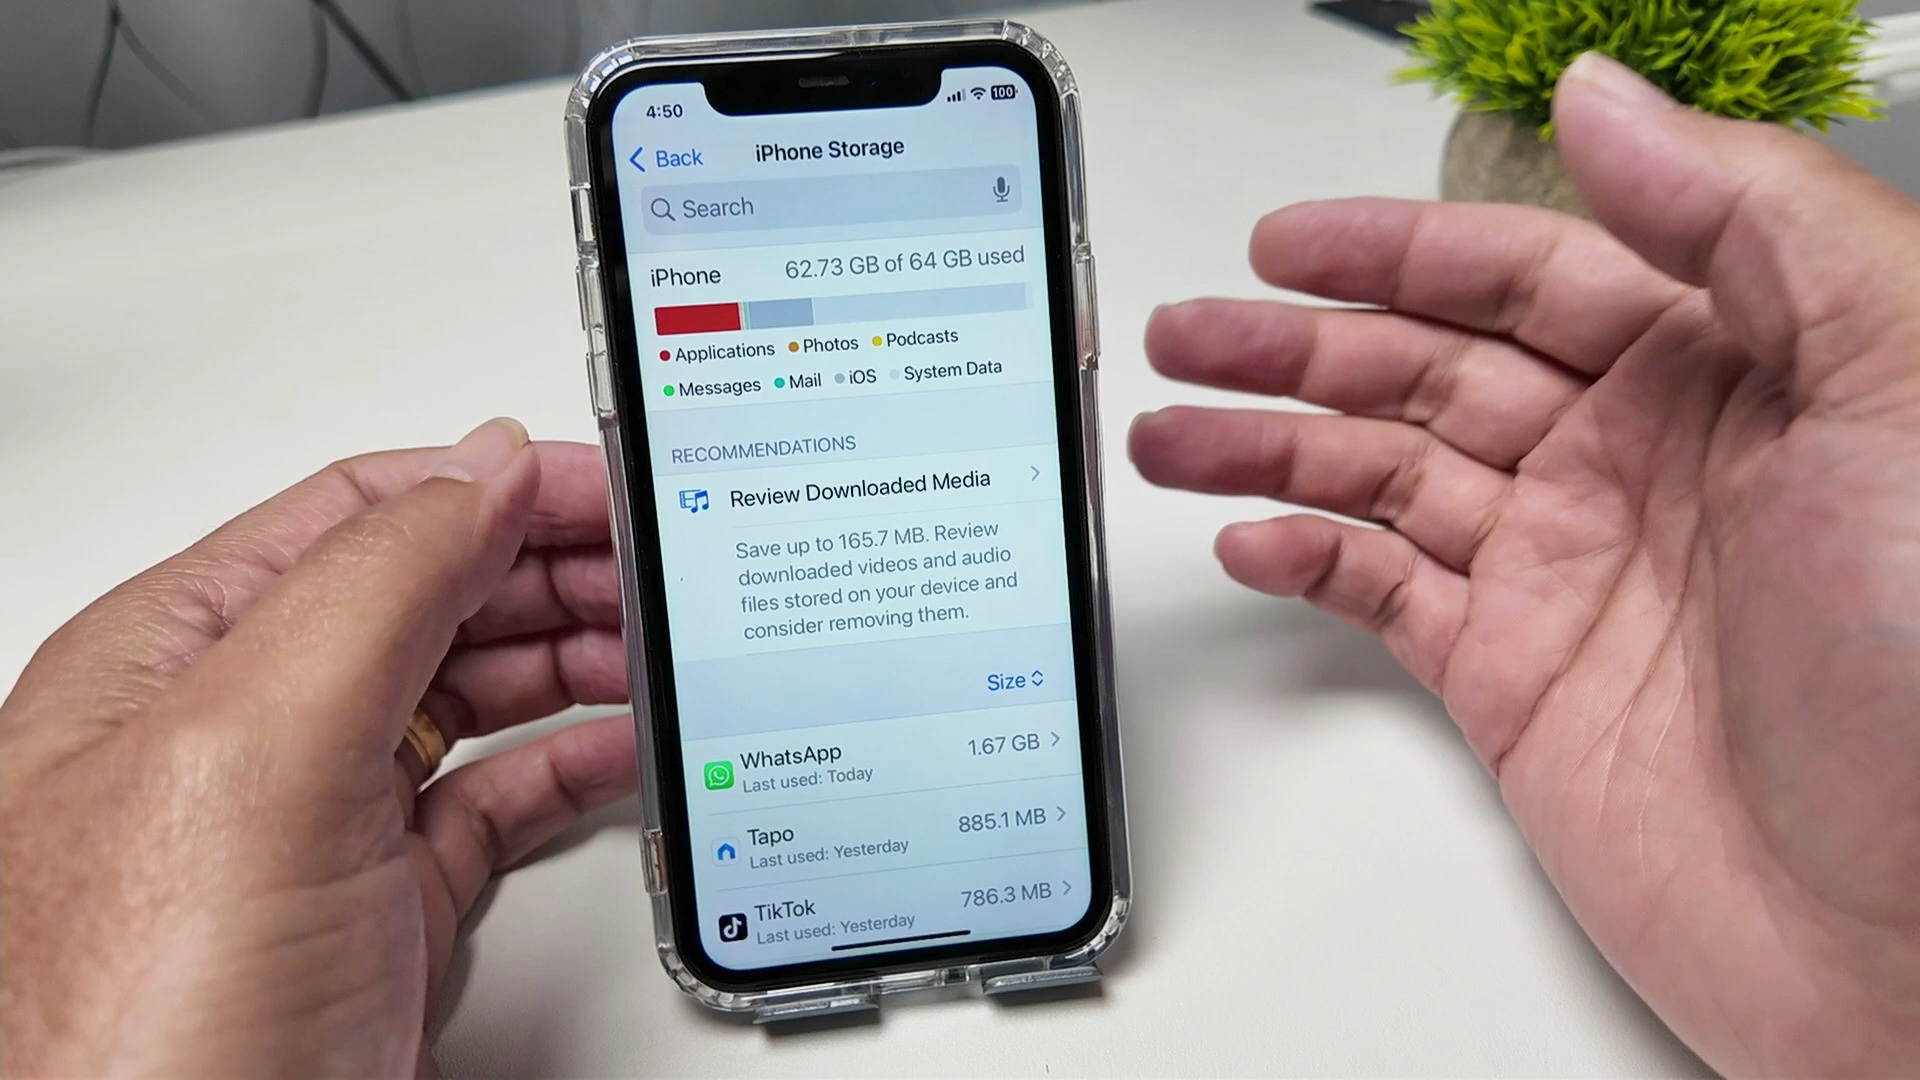 4:50
100
Back
iPhone Storage
Search
iPhone
62.73 GB of 64 GB used
Applications Photos Podcasts
Messages Mail iOS System Data
RECOMMENDATIONS
Review Downloaded Media
Save up to 165.7 MB. Review
downloaded videos and audio
files stored on your device and
consider removing them.
Size
WhatsApp
1.67 GB
Last used: Today
Tapo
885.1 MB
Last used: Yesterday
TikTok
786.3 MB
Last used: Yesterday